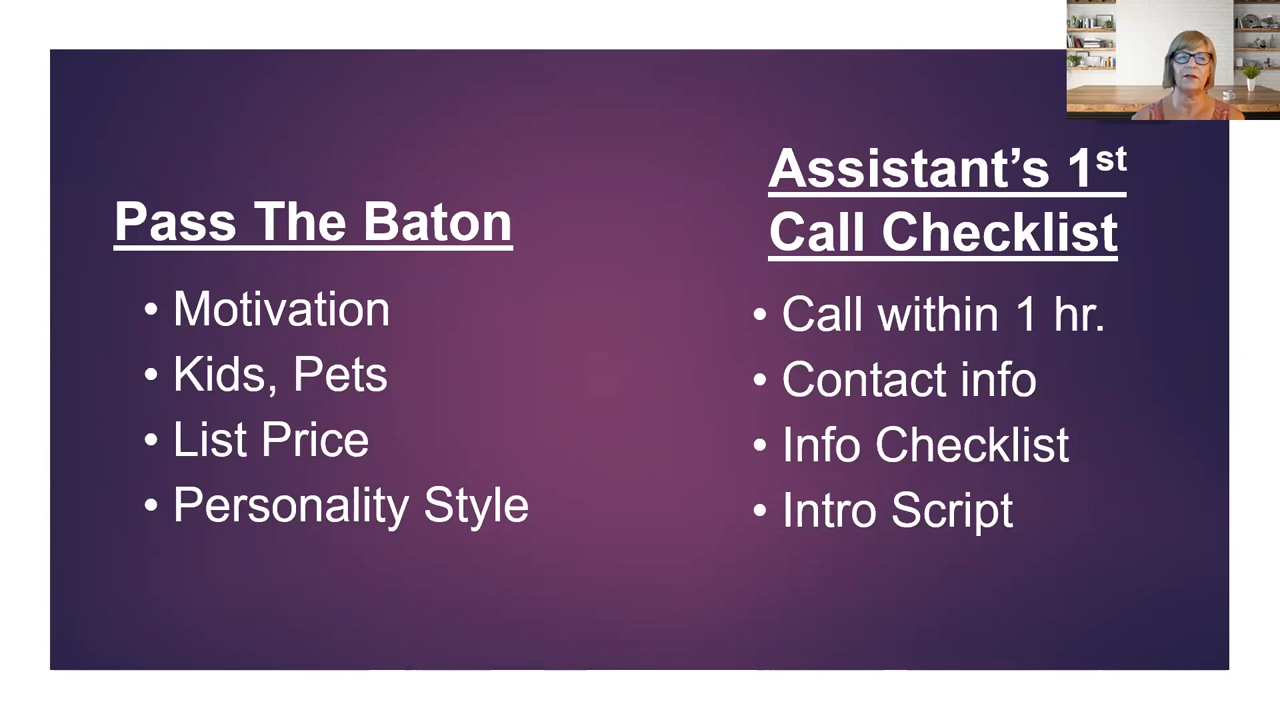 Pass The Baton
• Motivation
• Kids, Pets
• List Price
• Personality Style
Assistant’s 1st
Call Checklist
• Call within 1 hr.
• Contact info
• Info Checklist
• Intro Script